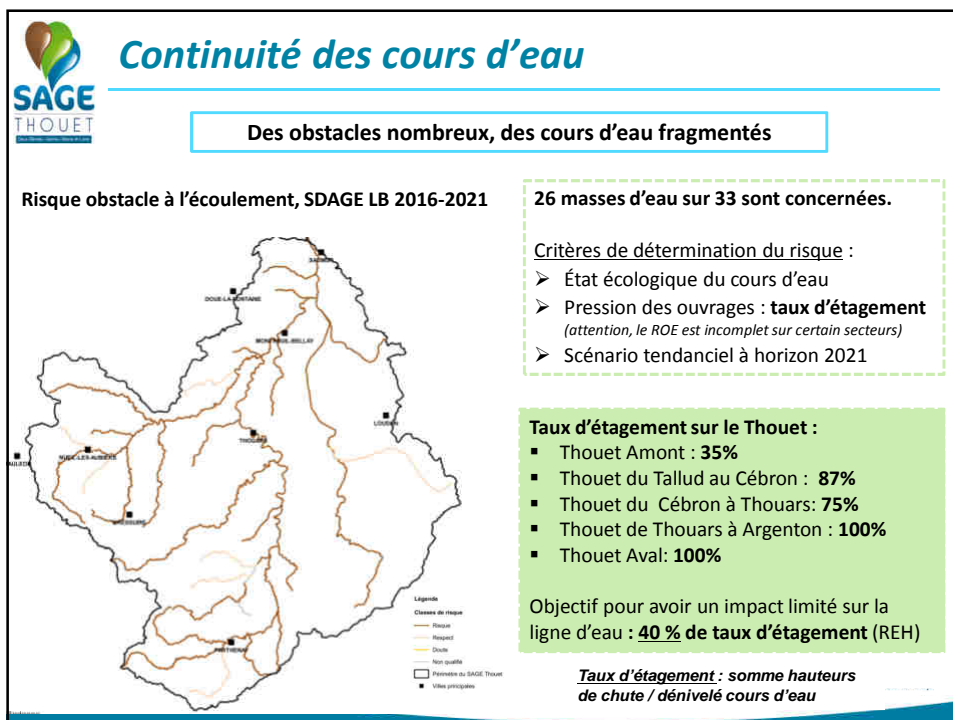 Continuité des cours d'eau
SAGE
THOUET
Des obstacles nombreux, des cours d'eau fragmentés
Risque obstacle à l'écoulement, SDAGE LB 2016-2021
SAUMUR
DOUE-LA-FONTAINE
MONTREUIL-BELLAY
LOUDUN
THOUARS
NUEIL-LES-AUBIERS
BRESSUIRE
PARTHENAY
Légende
Classes de risque
Risque
Respect
Doute
Non qualifié
Périmètre du SAGE Thouet
Villes principales
26 masses d'eau sur 33 sont concernées.
Critères de détermination du risque :
➢ État écologique du cours d'eau
➢ Pression des ouvrages : taux d'étagement
(attention, le ROE est incomplet sur certain secteurs)
➢ Scénario tendanciel à horizon 2021
Taux d'étagement sur le Thouet :
▪ Thouet Amont : 35%
▪ Thouet du Tallud au Cébron : 87%
▪ Thouet du Cébron à Thouars: 75%
▪ Thouet de Thouars à Argenton : 100%
▪ Thouet Aval: 100%
Objectif pour avoir un impact limité sur la
ligne d'eau : 40 % de taux d'étagement (REH)
Taux d'étagement : somme hauteurs
de chute / dénivelé cours d'eau